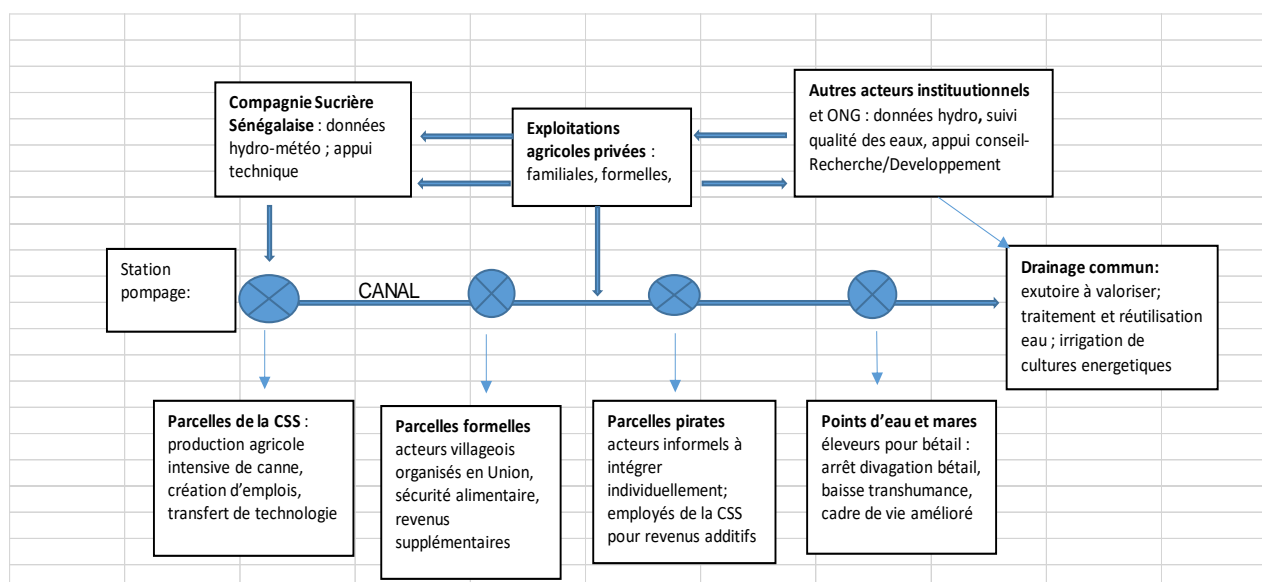 Compagnie Sucrière
Sénégalaise : données
hydro-météo ; appui
technique
Exploitations
agricoles privées :
familiales, formelles,
Autres acteurs instituutionnels
et ONG : données hydro, suivi
qualité des eaux, appui conseil-
Recherche/Developpement
Station
pompage:
CANAL
Drainage commun:
exutoire à valoriser;
traitement et réutilisation
eau ; irrigation de
cultures energetiques
Parcelles de la CSS :
production agricole
intensive de canne,
création d’emplois,
transfert de technologie
Parcelles formelles
acteurs villageois
organisés en Union,
sécurité alimentaire,
revenus
supplémentaires
Parcelles pirates
acteurs informels à
intégrer
individuellement;
employés de la CSS
pour revenus additifs
Points d’eau et mares
éleveurs pour bétail :
arrêt divagation bétail,
baisse transhumance,
cadre de vie amélioré